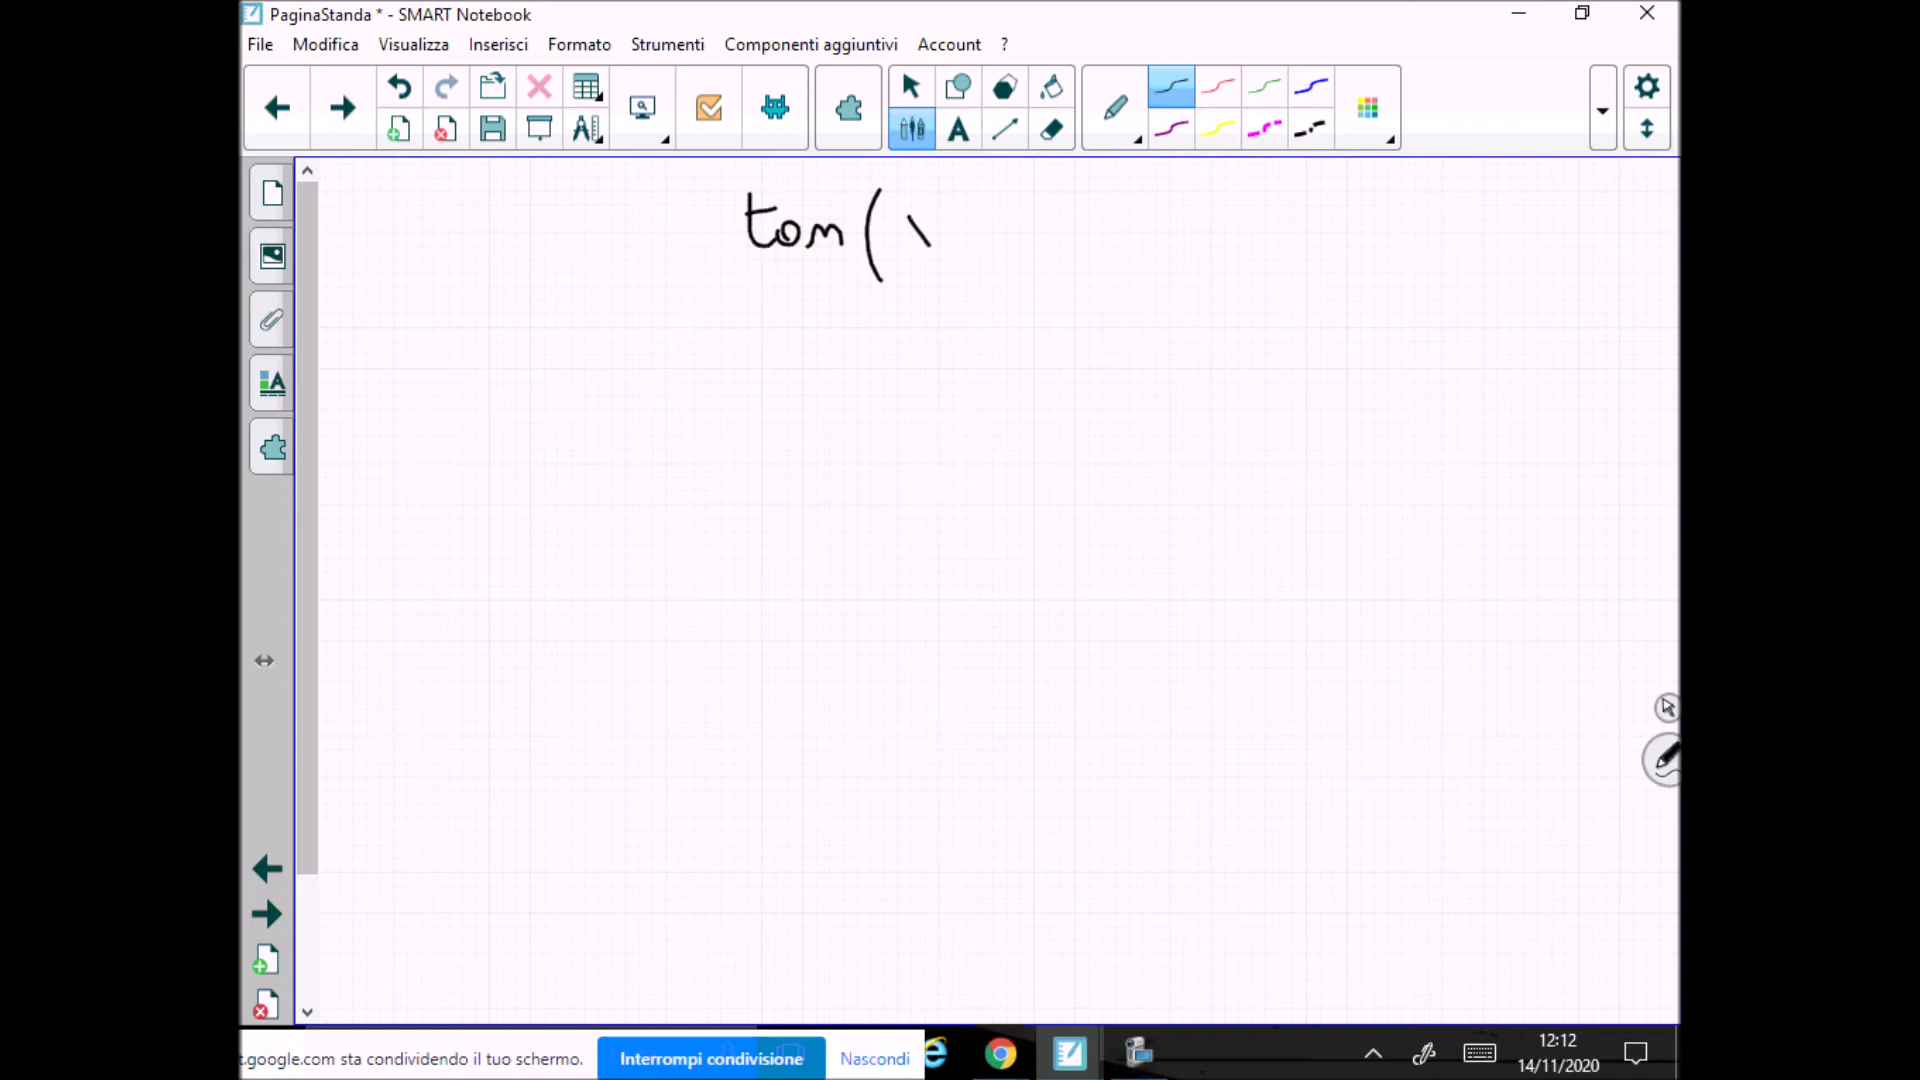 PaginaStanda * - SMART Notebook
File Modifica Visualizza Inserisci Formato Strumenti Componenti aggiuntivi Account ?
tan(
t.google.com sta condividendo il tuo schermo. Interrompi condivisione Nascondi
12:12
14/11/2020